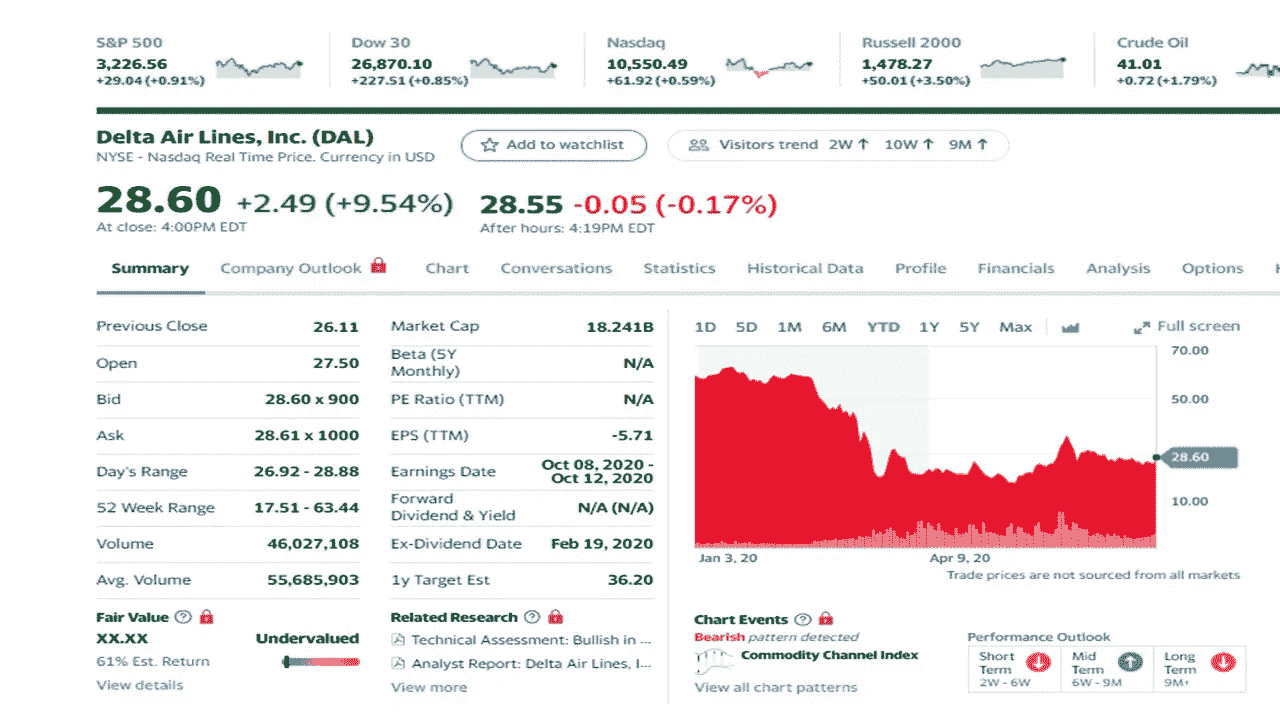 S&P 500 Dow 30 Nasdaq Russell 2000 Crude Oil
3,226.56 26,870.10 10,550.49 1,478.27 41.01
+29.04 (+0.91%) +227.51 (+0.85%) +61.92 (+0.59%) +50.01 (+3.50%) +0.72 (+1.79%)
Delta Air Lines, Inc. (DAL)
NYSE - Nasdaq Real Time Price. Currency in USD
Add to watchlist
Visitors trend 2W 10W 9M
28.60 +2.49 (+9.54%) 28.55 -0.05 (-0.17%)
At close: 4:00PM EDT After hours: 4:19PM EDT
Summary Company Outlook Chart Conversations Statistics Historical Data Profile Financials Analysis Options
Previous Close 26.11
Open 27.50
Bid 28.60 x 900
Ask 28.61 x 1000
Day's Range 26.92 - 28.88
52 Week Range 17.51 - 63.44
Volume 46,027,108
Avg. Volume 55,685,903
Market Cap 18.241B
Beta (5Y
Monthly) N/A
PE Ratio (TTM) N/A
EPS (TTM) -5.71
Earnings Date Oct 08, 2020 -
Oct 12, 2020
Forward
Dividend & Yield N/A (N/A)
Ex-Dividend Date Feb 19, 2020
1y Target Est 36.20
1D 5D 1M 6M YTD 1Y 5Y Max Full screen
70.00
50.00
28.60
10.00
Jan 3, 20 Apr 9, 20
Trade prices are not sourced from all markets
Fair Value
XX.XX Undervalued
61% Est. Return
View details
Related Research
Technical Assessment: Bullish in ...
Analyst Report: Delta Air Lines, I...
View more
Chart Events
Bearish pattern detected
Commodity Channel Index
View all chart patterns
Performance Outlook
Short
Term
2W - 6W
Mid
Term
6W - 9M
Long
Term
9M+